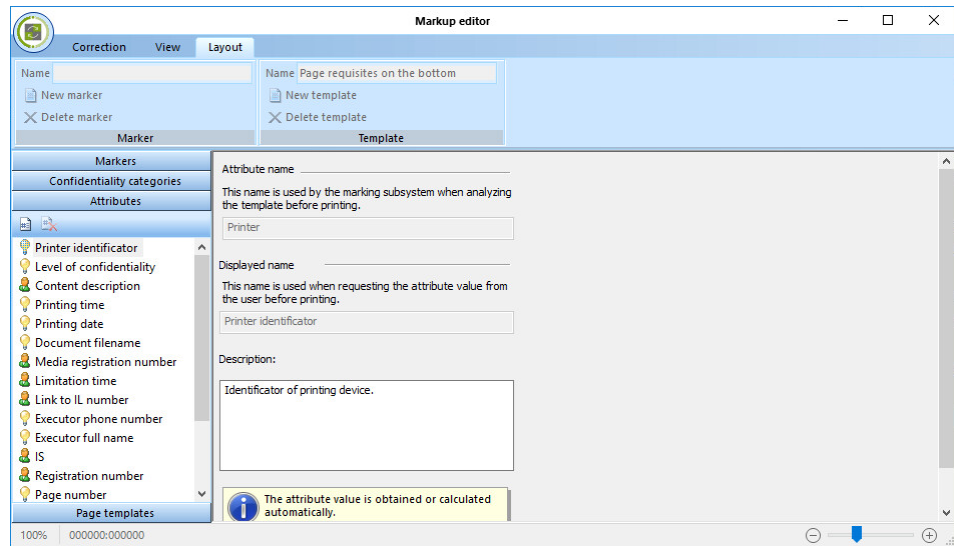 Markup editor
Correction View Layout
Name
New marker
Delete marker
Marker
Name Page requisites on the bottom
New template
Delete template
Template
Markers
Confidentiality categories
Attributes
Printer identificator
Level of confidentiality
Content description
Printing time
Printing date
Document filename
Media registration number
Limitation time
Link to IL number
Executor phone number
Executor full name
IS
Registration number
Page number
Page templates
Attribute name
This name is used by the marking subsystem when analyzing
the template before printing.
Printer
Displayed name
This name is used when requesting the attribute value from
the user before printing.
Printer identificator
Description:
Identificator of printing device.
The attribute value is obtained or calculated
automatically.
100% 000000:000000